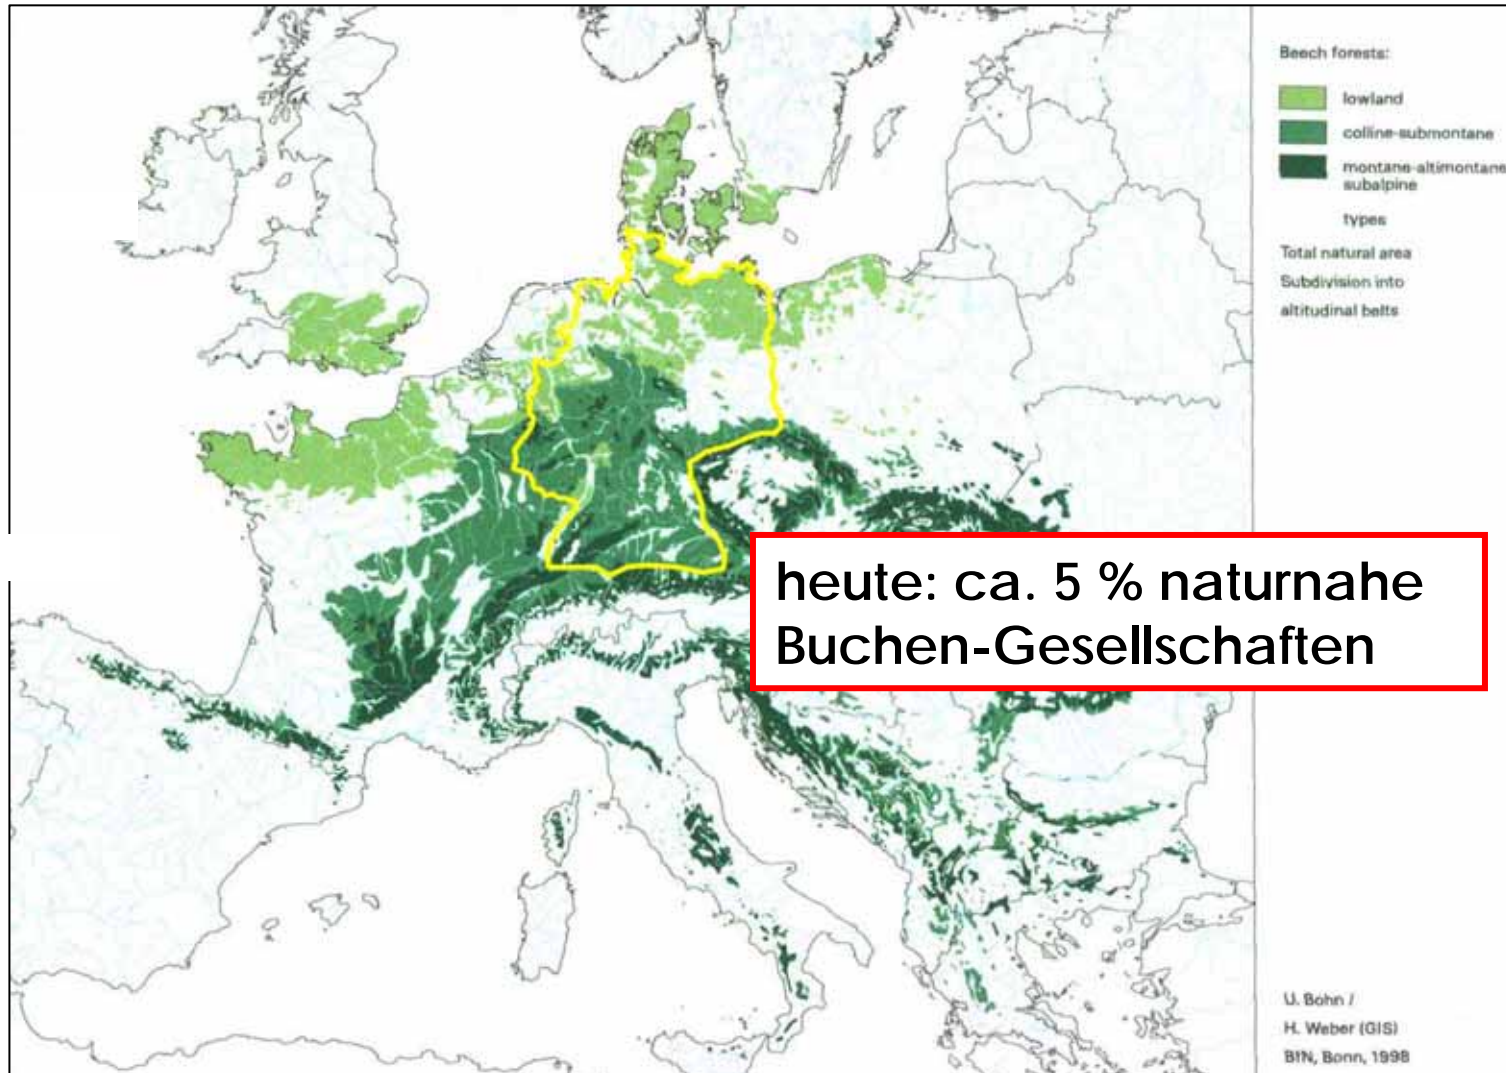 Beech forests:
lowland
colline-submontane
montane-altimontane
subalpine
types
Total natural area
Subdivision into
altitudinal belts
heute: ca. 5 % naturnahe
Buchen-Gesellschaften
U. Bohn /
H. Weber (GIS)
BfN, Bonn, 1998